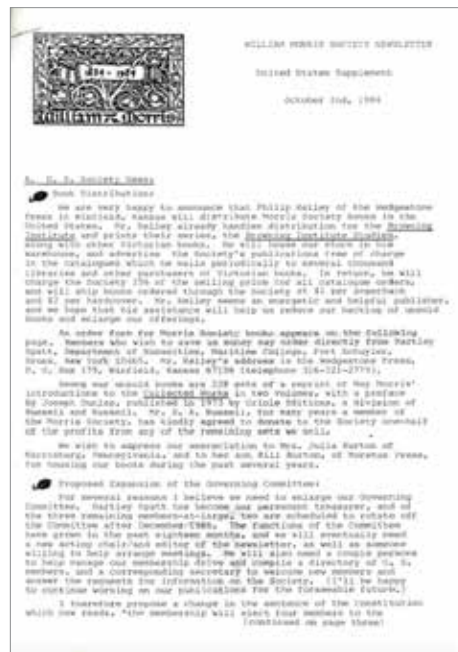 1834 - 1984
William Morris
WILLIAM MORRIS SOCIETY NEWSLETTER
United States Supplement
October 2nd, 1984
A. U. S. Society News:
Book Distribution:
We are very happy to announce that Philip Kelley of the Wedgestone
Press in Winfield, Kansas will distribute Morris Society books in the
United States. Mr. Kelley already handles distribution for the Browning
Institute and prints their series, the Browning Institute Studies,
along with other Victorian books. He will house our stock in his
warehouse, and advertise the Society's publications free of charge
in the catalogues which he mails periodically to several thousand
libraries and other purchasers of Victorian books. In return, he will
charge the Society 15% of the selling price for all catalogue orders,
and will ship books ordered through the Society at $1 per paperback
and $2 per hardcover. Mr. Kelley seems an energetic and helpful publisher,
and we hope that his assistance will help us reduce our backlog of unsold
books and enlarge our offerings.
An order form for Morris Society books appears on the following
page. Members who wish to save us money may order directly from Hartley
Spatt, Department of Humanities, Maritime College, Fort Schuyler,
Bronx, New York 10465. Mr. Kelley's address is the Wedgestone Press,
P. O. Box 175, Winfield, Kansas 67156 (telephone 316-221-2779).
Among our unsold books are 228 sets of a reprint of May Morris'
introductions to the Collected Works in two volumes, with a preface
by Joseph Dunlap, published in 1973 by Oriole Editions, a division of
Russell and Russell. Mr. S. A. Russell, for many years a member of
the Morris Society, has kindly agreed to donate to the Society one-half
of the profits from any of the remaining sets we sell.
We wish to express our appreciation to Mrs. Julia Burton of
Harrisburg, Pennsylvania, and to her son Bill Burton, of Press,
for housing our books during the past several years.
Proposed Expansion of the Governing Committee:
For several reasons I believe we need to enlarge our Governing
Committee. Hartley Spatt has become our permanent treasurer, and of
the three remaining members-at-large, two are scheduled to rotate off
the Committee after December 1984. The functions of the Committee
have grown in the past eighteen months, and we will eventually need
a new acting chair and editor of the newsletter, as well as someone
willing to help arrange meetings. We will also need a couple persons
to help manage our membership drive and compile a directory of U. S.
members, and a corresponding secretary to welcome new members and
answer the requests for information on the Society. (I'll be happy
to continue working on our publications for the foreseeable future.)
I therefore propose a change in the sentence of the Constitution
which now reads, "the membership will elect four members to the
(continued on page three)